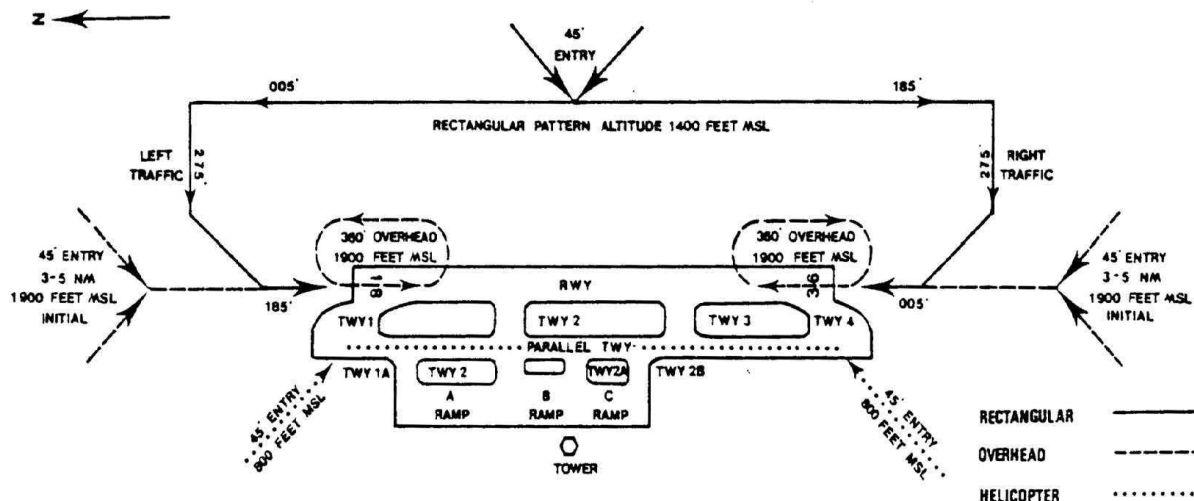 N
45°
ENTRY
005°
185°
RECTANGULAR PATTERN ALTITUDE 1400 FEET MSL
LEFT
TRAFFIC
275°
275°
RIGHT
TRAFFIC
45° ENTRY
3-5 NM
1900 FEET MSL
INITIAL
360° OVERHEAD
1900 FEET MSL
360° OVERHEAD
1900 FEET MSL
45° ENTRY
3-5 NM
1900 FEET MSL
INITIAL
185°
18
RWY
36
005°
TWY 1
TWY 2
TWY 3
TWY 4
PARALLEL TWY
TWY 1A
TWY 2
TWY2A
TWY 2B
A
RAMP
B
RAMP
C
RAMP
45° ENTRY
800 FEET MSL
45° ENTRY
800 FEET MSL
TOWER
RECTANGULAR
OVERHEAD
HELICOPTER